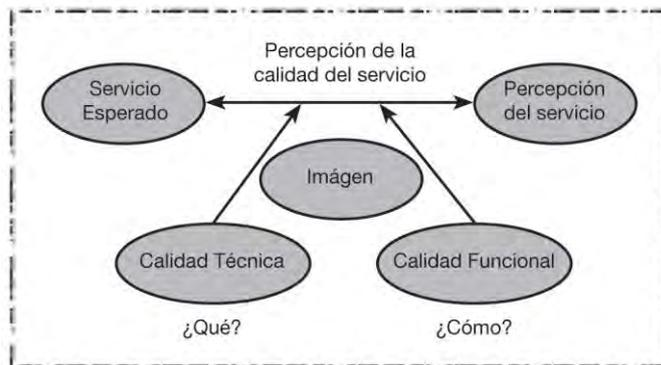 Percepción de la
calidad del servicio
Servicio
Esperado
Percepción
del servicio
Imágen
Calidad Técnica
Calidad Funcional
¿Qué?
¿Cómo?